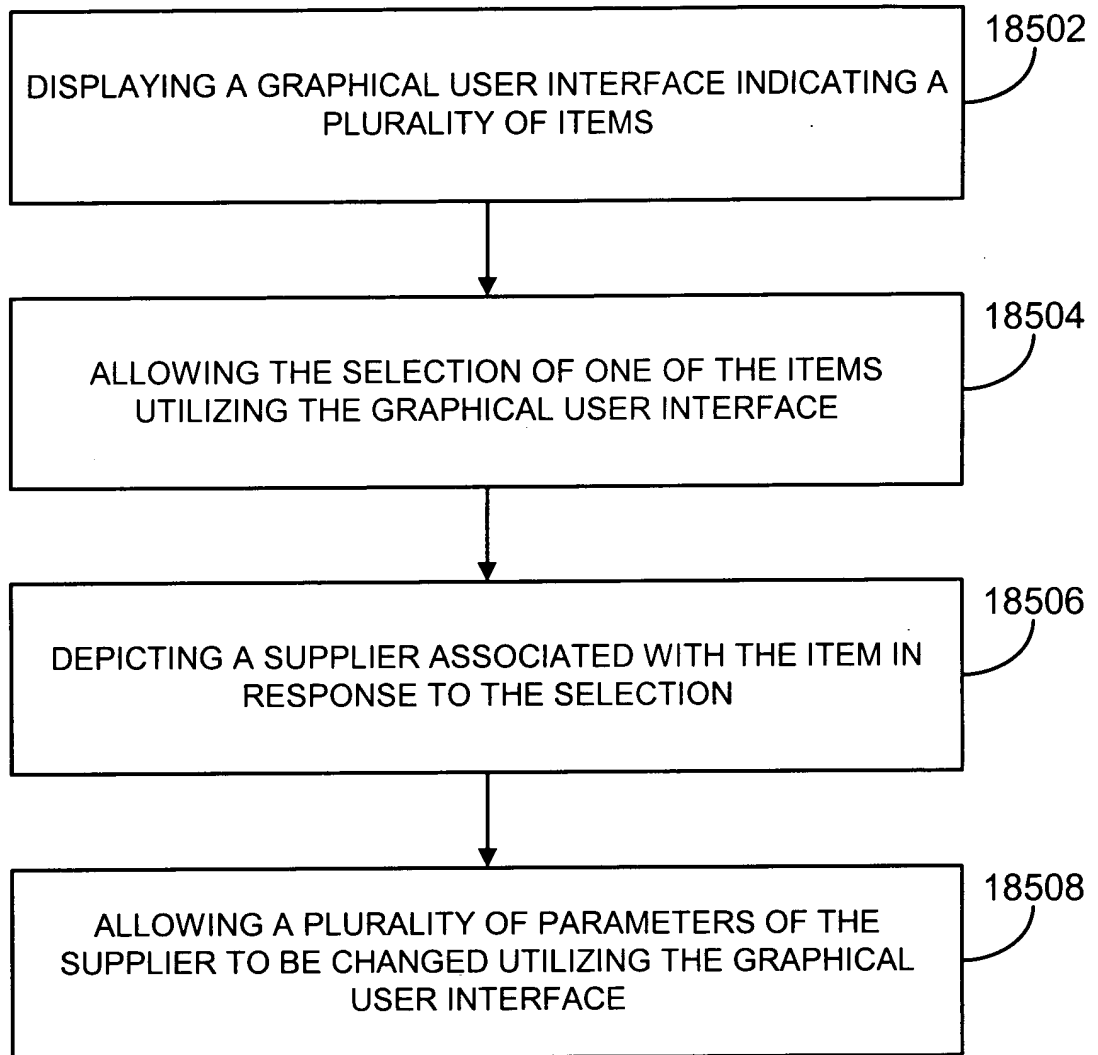 18502
DISPLAYING A GRAPHICAL USER INTERFACE INDICATING A
PLURALITY OF ITEMS
18504
ALLOWING THE SELECTION OF ONE OF THE ITEMS
UTILIZING THE GRAPHICAL USER INTERFACE
18506
DEPICTING A SUPPLIER ASSOCIATED WITH THE ITEM IN
RESPONSE TO THE SELECTION
18508
ALLOWING A PLURALITY OF PARAMETERS OF THE
SUPPLIER TO BE CHANGED UTILIZING THE GRAPHICAL
USER INTERFACE